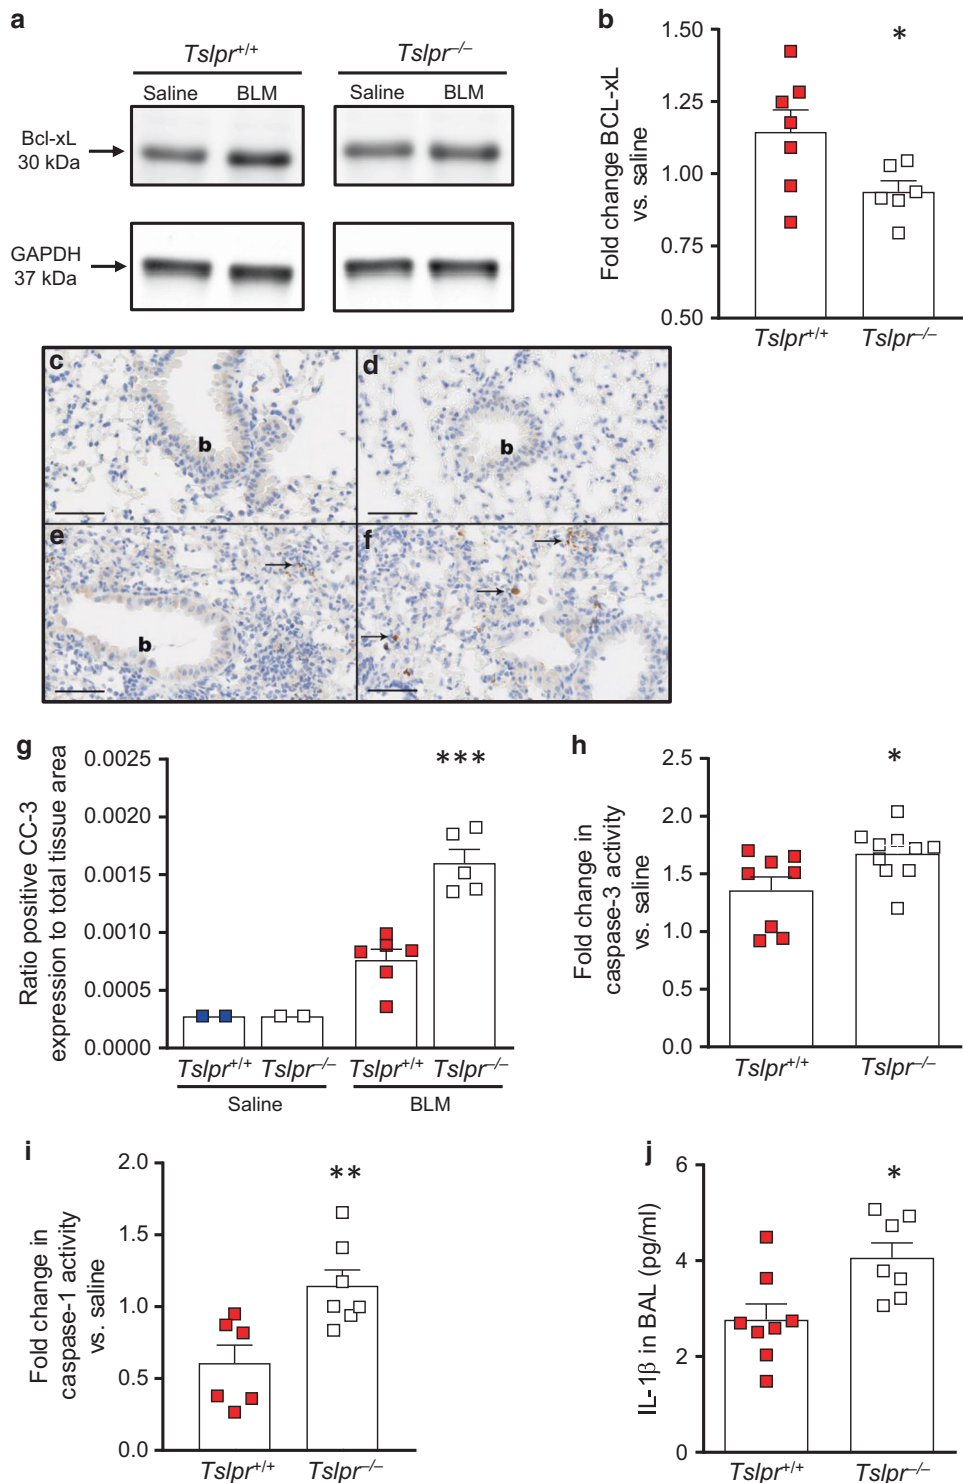 a
Tslpr+/+ Tslpr–/–
Saline BLM Saline BLM
Bcl-xL
30 kDa
GAPDH
37 kDa
b
*
Fold change BCL-xL
vs. saline
1.50
1.25
1.00
0.75
0.50
Tslpr+/+ Tslpr–/–
c
b
d
b
e
b
f
g
***
Ratio positive CC-3
expression to total tissue area
0.0025
0.0020
0.0015
0.0010
0.0005
0.0000
Tslpr+/+ Tslpr–/– Tslpr+/+ Tslpr–/–
Saline BLM
h
*
Fold change in
caspase-3 activity
vs. saline
2.5
2.0
1.5
1.0
0.5
0.0
Tslpr+/+ Tslpr–/–
i
**
Fold change in
caspase-1 activity
vs. saline
2.0
1.5
1.0
0.5
0.0
Tslpr+/+ Tslpr–/–
j
*
IL-1β in BAL (pg/ml)
6
4
2
0
Tslpr+/+ Tslpr–/–